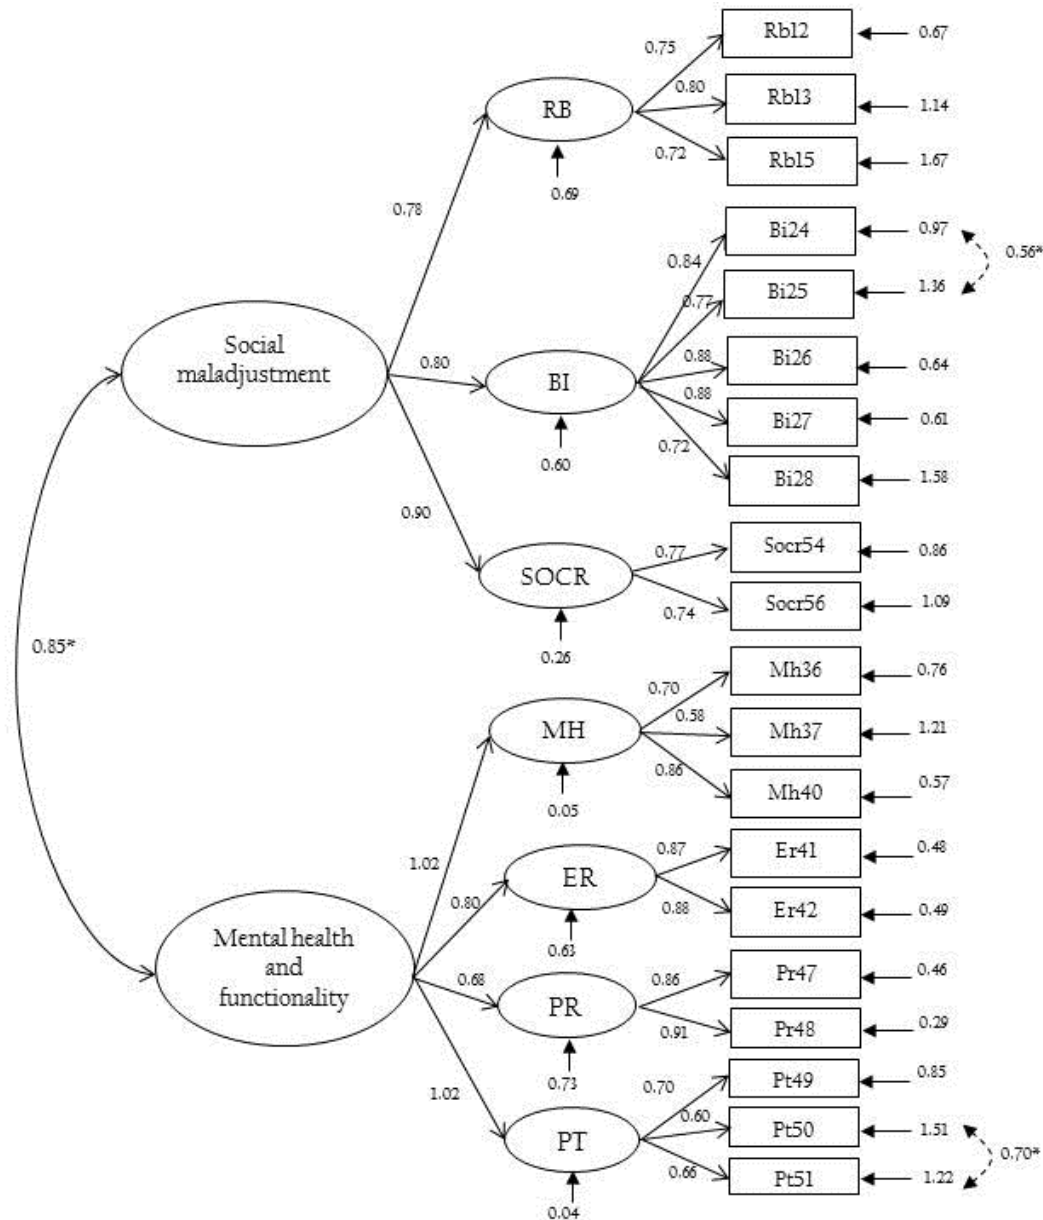 0.75
Rb12
0.67
0.80
Rb13
1.14
RB
0.72
Rb15
1.67
0.69
0.78
Bi24
0.97
0.56*
0.84
Bi25
1.36
0.77
Social
maladjustment
0.80
BI
0.88
Bi26
0.64
0.88
Bi27
0.61
0.72
Bi28
1.58
0.60
0.90
SOCR
0.77
Socr54
0.86
0.74
Socr56
1.09
0.26
0.85*
0.70
Mh36
0.76
MH
0.58
Mh37
1.21
0.86
Mh40
0.57
0.05
1.02
0.87
Er41
0.48
0.80
ER
0.88
Er42
0.49
0.63
Mental health
and
functionality
0.68
PR
0.86
Pr47
0.46
0.91
Pr48
0.29
0.73
1.02
0.70
Pt49
0.85
PT
0.60
Pt50
1.51
0.70*
0.66
Pt51
1.22
0.04